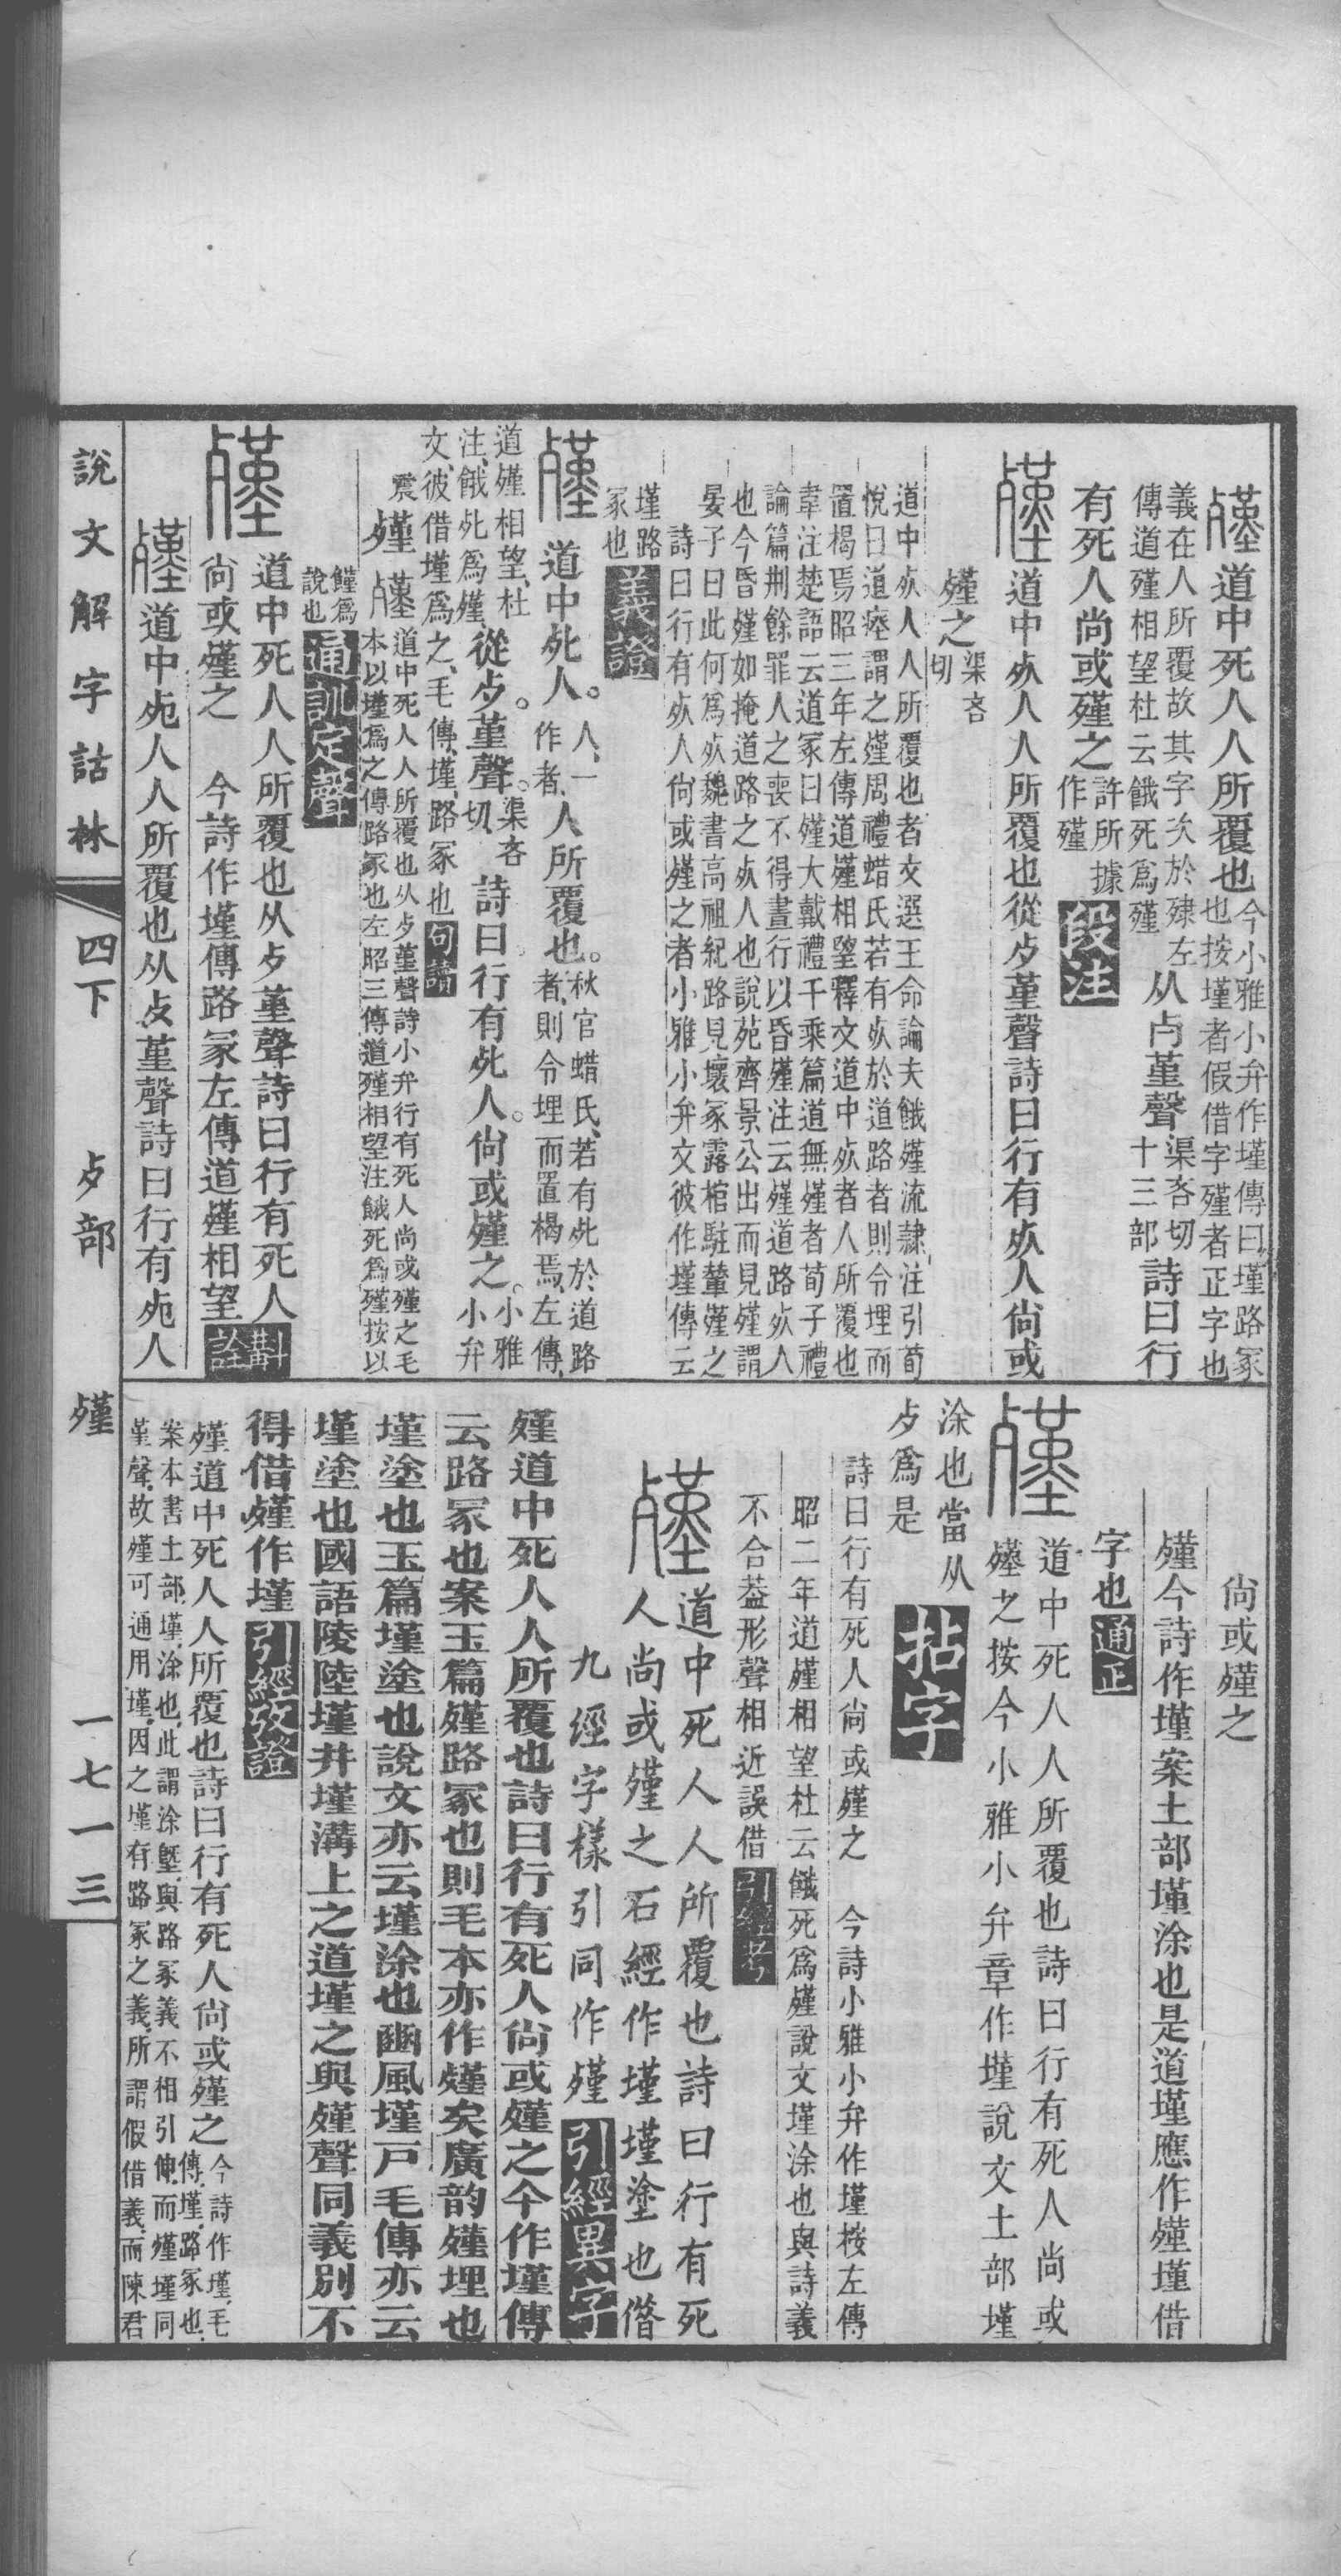 殣道中死人人所覆也今小雅小弁作墐傳曰墐路冢也按墐者假借字殣者正字也
義在人所覆故其字次於殔左傳道殣相望杜云餓死爲殣从歺堇聲渠吝切十三部詩曰行
有死人尚或殣之許所據作殣段注
殣道中死人人所覆也從歺堇聲詩曰行有死人尚或
殣之渠吝切
道中死人人所覆也者文選王命論夫餓殣流隷注引荀
悅曰道瘞謂之殣周禮蜡氏若有死於道路者則令埋而
置楬焉昭三年左傳道殣相望釋文道中死者人所覆也
韋注楚語云道冢曰殣大戴禮千乘篇道無殣者荀子禮
論篇刑餘罪人之喪不得晝行以昏殣注云殣道路死人
也今昏殣如掩道路之死人也說苑齊景公出而見殣謂
晏子曰此何爲死魏書高祖紀路見壞冢露棺駐輦殣之
詩曰行有死人尚或殣之者小雅小弁文彼作墐傳云
墐路冢也義證
殣道中死人。人、一作者、人所覆也。秋官蜡氏、若有死於道路者、則令埋而置楬焉、左傳、
道殣相望、杜注、餓死爲殣、從歺。堇聲。渠吝切、詩曰行有死人。尚或殣之。小雅小弁
文、彼借墐爲之、毛傳、墐、路冢也句讀
震殣殣道中死人人所覆也从歺堇聲詩小弁行有死人尚或殣之毛本以墐爲之傳路冢也左昭三傳道殣相望注餓死爲殣按以
饉爲說也通訓定聲
殣道中死人人所覆也从歺堇聲詩曰行有死人
尚或殣之　今詩作墐傳路冢左傳道殣相望斠詮
殣道中死人人所覆也从歺堇聲詩曰行有死人
尚或殣之
殣今詩作墐案土部墐涂也是道墐應作殣墐借
字也通正
殣道中死人人所覆也詩曰行有死人尚或
殣之按今小雅小弁章作墐說文土部墐
涂也當从歺爲是拈字
詩曰行有死人尚或殣之　今詩小雅小弁作墐桉左傳
昭二年道殣相望杜云餓死爲殣說文墐涂也與詩義
不合葢形聲相近誤借引經考
殣道中死人人所覆也詩曰行有死
人尚或殣之石經作墐墐塗也僭
九經字樣引同作殣引經異字
殣道中死人人所覆也詩曰行有死人尚或殣之今作墐傳
云路冢也案玉篇殣路冢也則毛本亦作殣矣廣韵殣埋也
墐塗也玉篇墐塗也說文亦云墐涂也豳風墐戸毛傳亦云
墐塗也國語陵陸墐井墐溝上之道墐之與殣聲同義別不
得借殣作墐引經攷證
殣道中死人人所覆也詩曰行有死人尚或殣之今詩作墐、毛傳、墐、路冢也、
案本書土部、墐、涂也、此謂涂墍、與路冢義不相引伸、而殣墐同
堇聲、故殣可通用墐、因之墐有路冢之義、所謂假借義、而陳君
說文解字詁林　四下　歺部　殣　一七一三